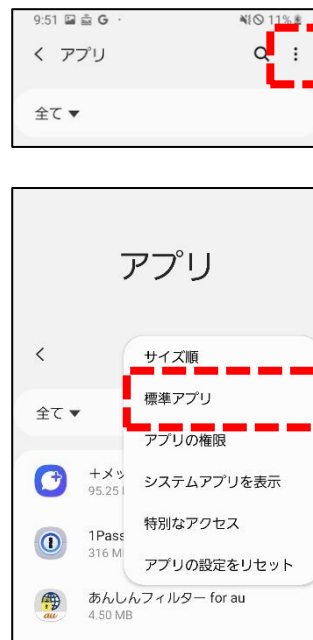 9:51 G · 11%
アプリ
全て▼
アプリ
サイズ順
標準アプリ
全て▼
アプリの権限
+メッ
95.25
システムアプリを表示
1Pass
316 M
特別なアクセス
アプリの設定をリセット
あんしんフィルター for au
4.50 MB
au